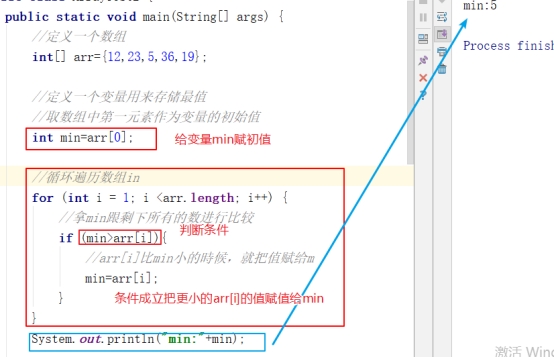 public static void main(String[] args) {
//定义一个数组
int[] arr={12,23,5,36,19};
//定义一个变量用来存储最值
//取数组中第一元素作为变量的初始值
int min=arr[0];
给变量min赋初值
//循环遍历数组in
for (int i = 1; i <arr.length; i++) {
//拿min跟剩下所有的数进行比较
判断条件
if (min>arr[i]){
//arr[i]比min小的時候，就把值赋给m
min=arr[i];
}
条件成立把更小的arr[i]的值赋值给min
}
System.out.println("min:"+min);
min:5
Process finish
激活 Wind